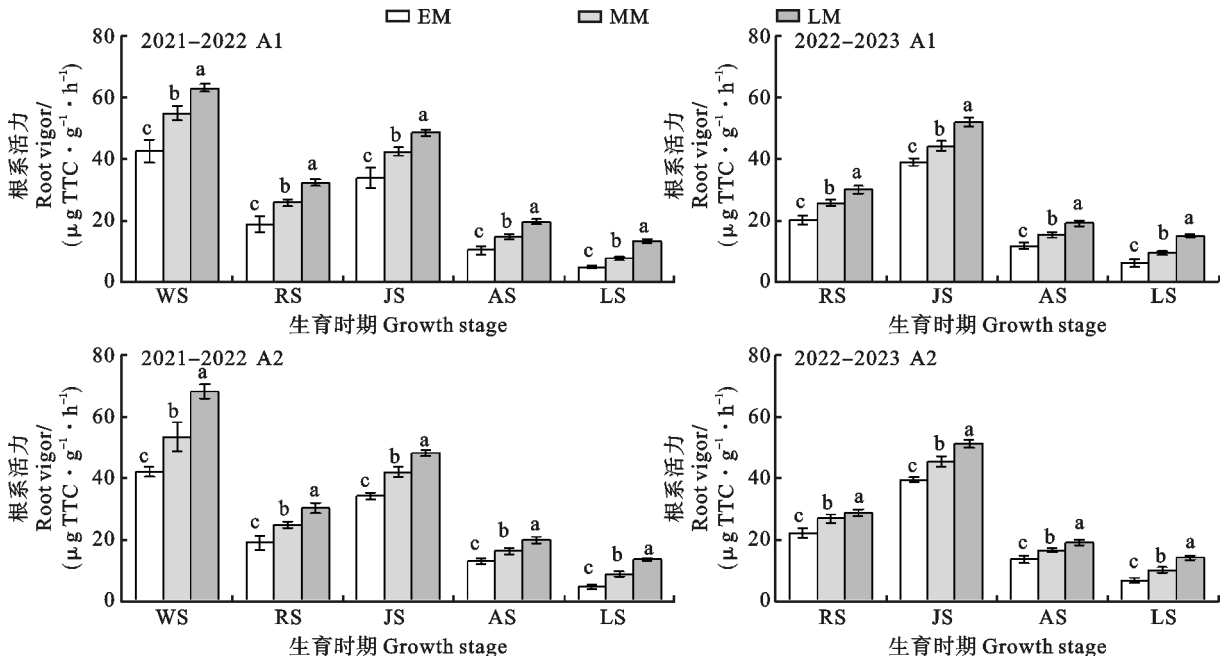 EM MM LM
2021-2022 A1
根系活力
Root vigor/
(μg TTC·g⁻¹·h⁻¹)
80
60
40
20
0
c b a
c b a
c b a
c b a
c b a
WS RS JS AS LS
生育时期 Growth stage
2022-2023 A1
根系活力
Root vigor/
(μg TTC·g⁻¹·h⁻¹)
80
60
40
20
0
c b a
c b a
c b a
c b a
RS JS AS LS
生育时期 Growth stage
2021-2022 A2
根系活力
Root vigor/
(μg TTC·g⁻¹·h⁻¹)
80
60
40
20
0
c b a
c b a
c b a
c b a
c b a
WS RS JS AS LS
生育时期 Growth stage
2022-2023 A2
根系活力
Root vigor/
(μg TTC·g⁻¹·h⁻¹)
80
60
40
20
0
c b a
c b a
c b a
c b a
RS JS AS LS
生育时期 Growth stage